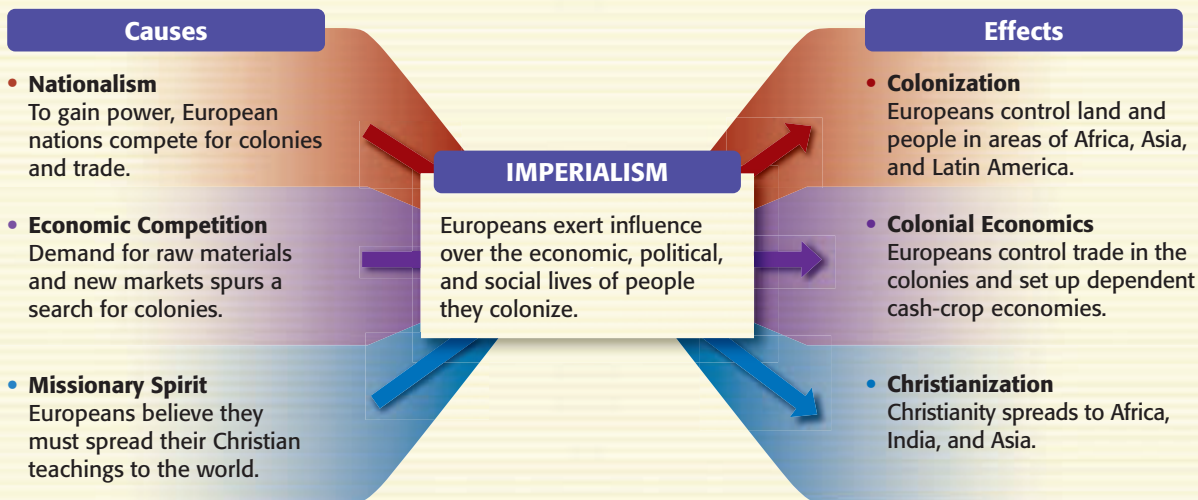 Causes
• Nationalism
To gain power, European
nations compete for colonies
and trade.
• Economic Competition
Demand for raw materials
and new markets spurs a
search for colonies.
• Missionary Spirit
Europeans believe they
must spread their Christian
teachings to the world.
IMPERIALISM
Europeans exert influence
over the economic, political,
and social lives of people
they colonize.
Effects
• Colonization
Europeans control land and
people in areas of Africa, Asia,
and Latin America.
• Colonial Economics
Europeans control trade in the
colonies and set up dependent
cash-crop economies.
• Christianization
Christianity spreads to Africa,
India, and Asia.